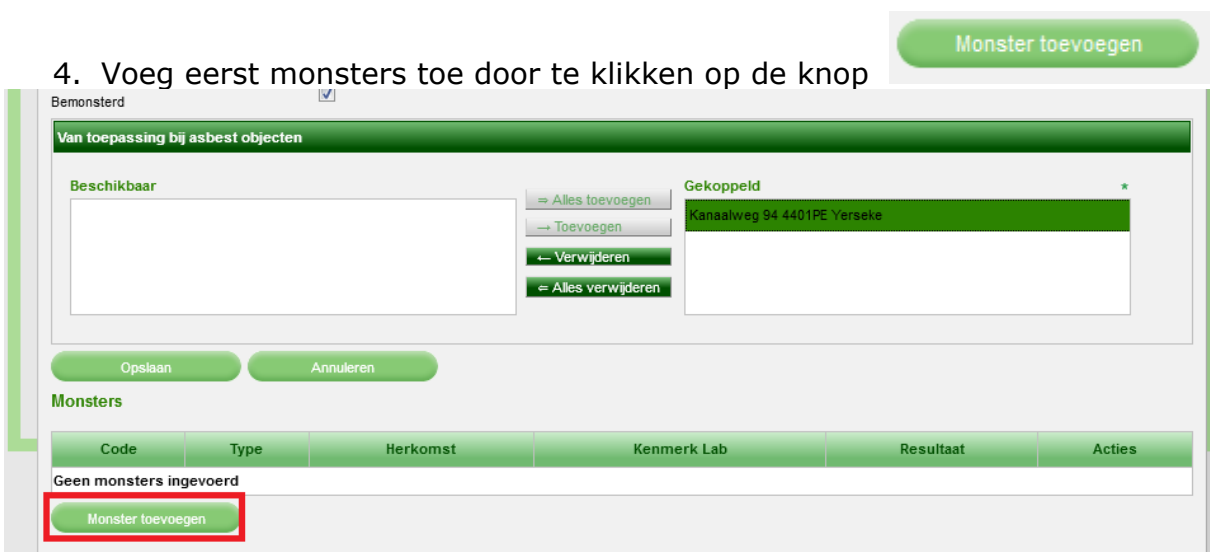 4. Voeg eerst monsters toe door te klikken op de knop Monster toevoegen
Bemonsterd
Van toepassing bij asbest objecten
Beschikbaar
⇒ Alles toevoegen
→ Toevoegen
← Verwijderen
⇐ Alles verwijderen
Gekoppeld *
Kanaalweg 94 4401PE Yerseke
Opslaan Annuleren
Monsters
Code Type Herkomst Kenmerk Lab Resultaat Acties
Geen monsters ingevoerd
Monster toevoegen